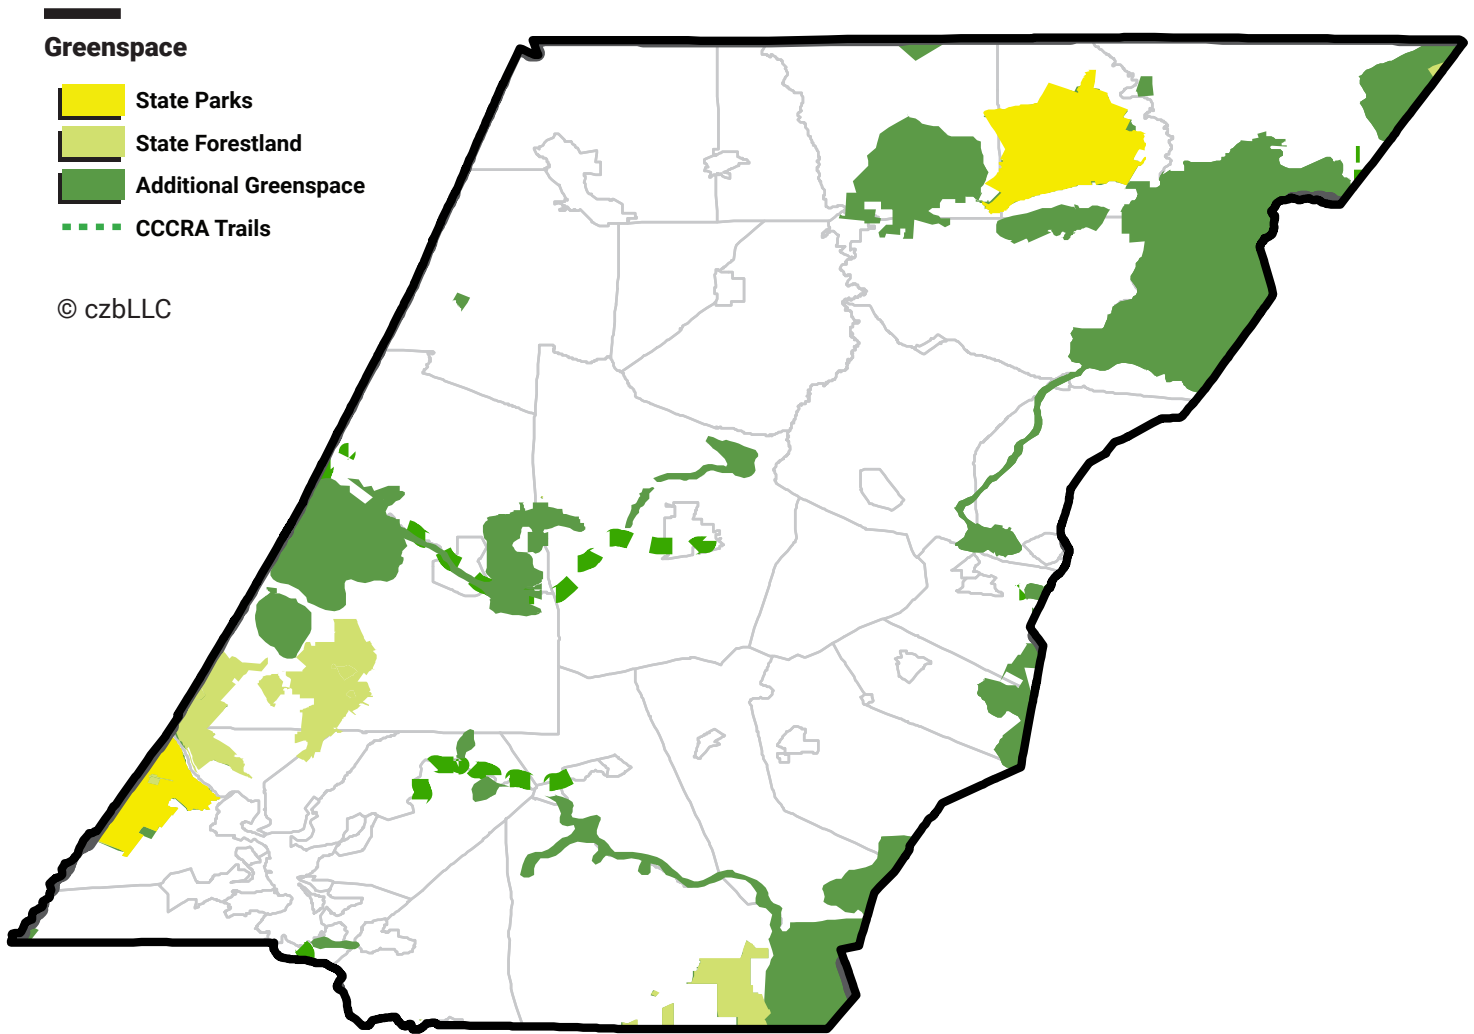 Greenspace
State Parks
State Forestland
Additional Greenspace
CCCRA Trails
© czbLLC